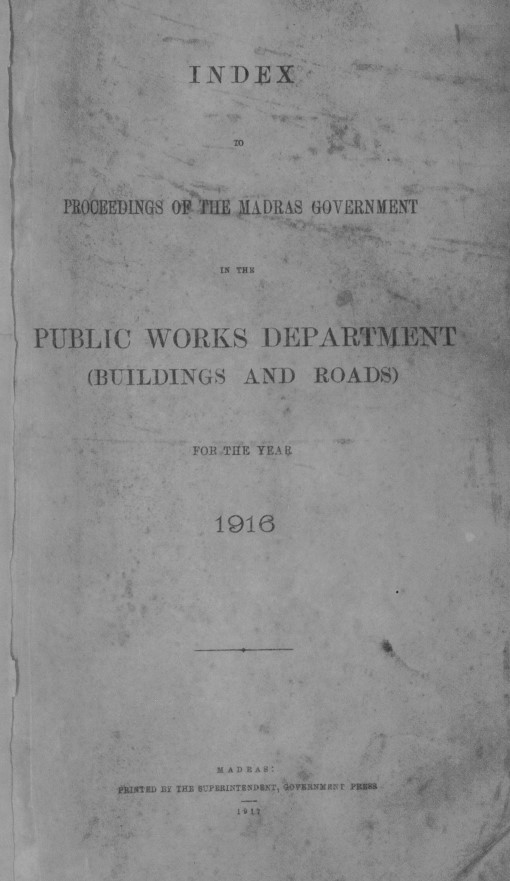 INDEX
TO
PROCEEDINGS OF THE MADRAS GOVERNMENT
IN THE
PUBLIC WORKS DEPARTMENT
(BUILDINGS AND ROADS)
FOR THE YEAR
1916
MADRAS:
PRINTED BY THE SUPERINTENDENT, GOVERNMENT PRESS
1917